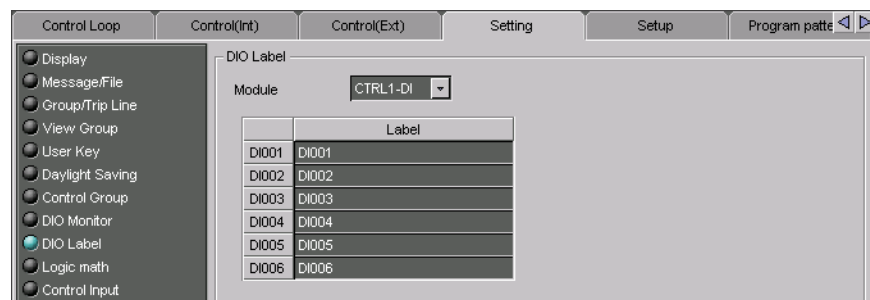 Control Loop Control(Int) Control(Ext) Setting Setup Program patte
Display
Message/File
Group/Trip Line
View Group
User Key
Daylight Saving
Control Group
DIO Monitor
DIO Label
Logic math
Control Input
DIO Label
Module CTRL1-DI
Label
DI001 DI001
DI002 DI002
DI003 DI003
DI004 DI004
DI005 DI005
DI006 DI006